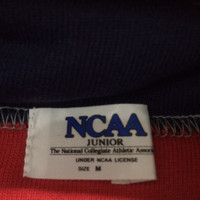 NCAA
JUNIOR
The National Collegiate Athletic Associ
UNDER NCAA LICENSE
SIZE M